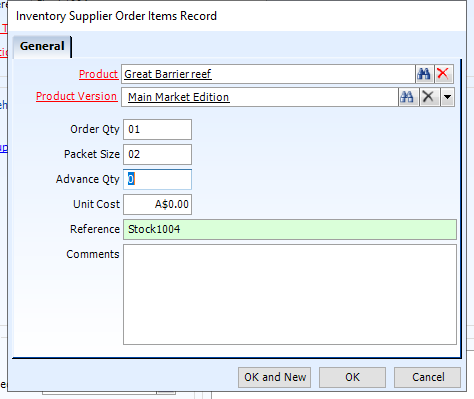 Inventory Supplier Order Items Record
General
Product Great Barrier reef
Product Version Main Market Edition
Order Qty 01
Packet Size 02
Advance Qty 0
Unit Cost A$0.00
Reference Stock1004
Comments
OK and New OK Cancel